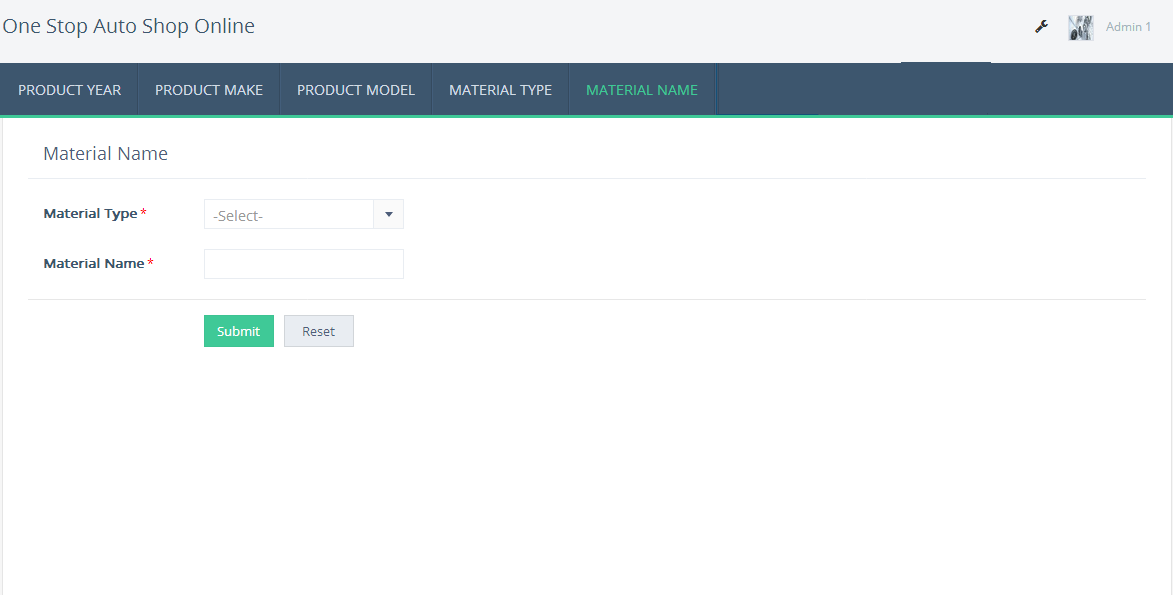 One Stop Auto Shop Online
Admin 1
PRODUCT YEAR PRODUCT MAKE PRODUCT MODEL MATERIAL TYPE MATERIAL NAME
Material Name
Material Type *
-Select-
Material Name *
Submit Reset